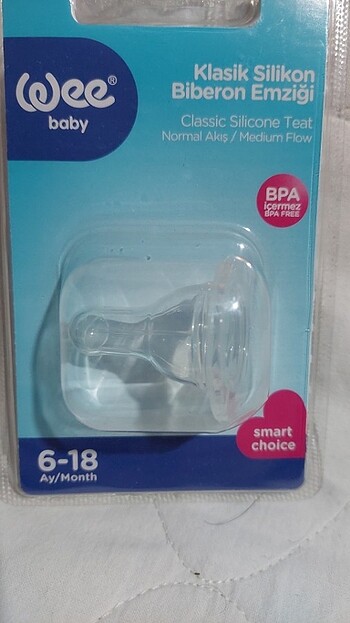 Wee®
baby
Klasik Silikon
Biberon Emziği
Classic Silicone Teat
Normal Akış / Medium Flow
BPA
içermez
BPA FREE
smart
choice
6-18
Ay/Month